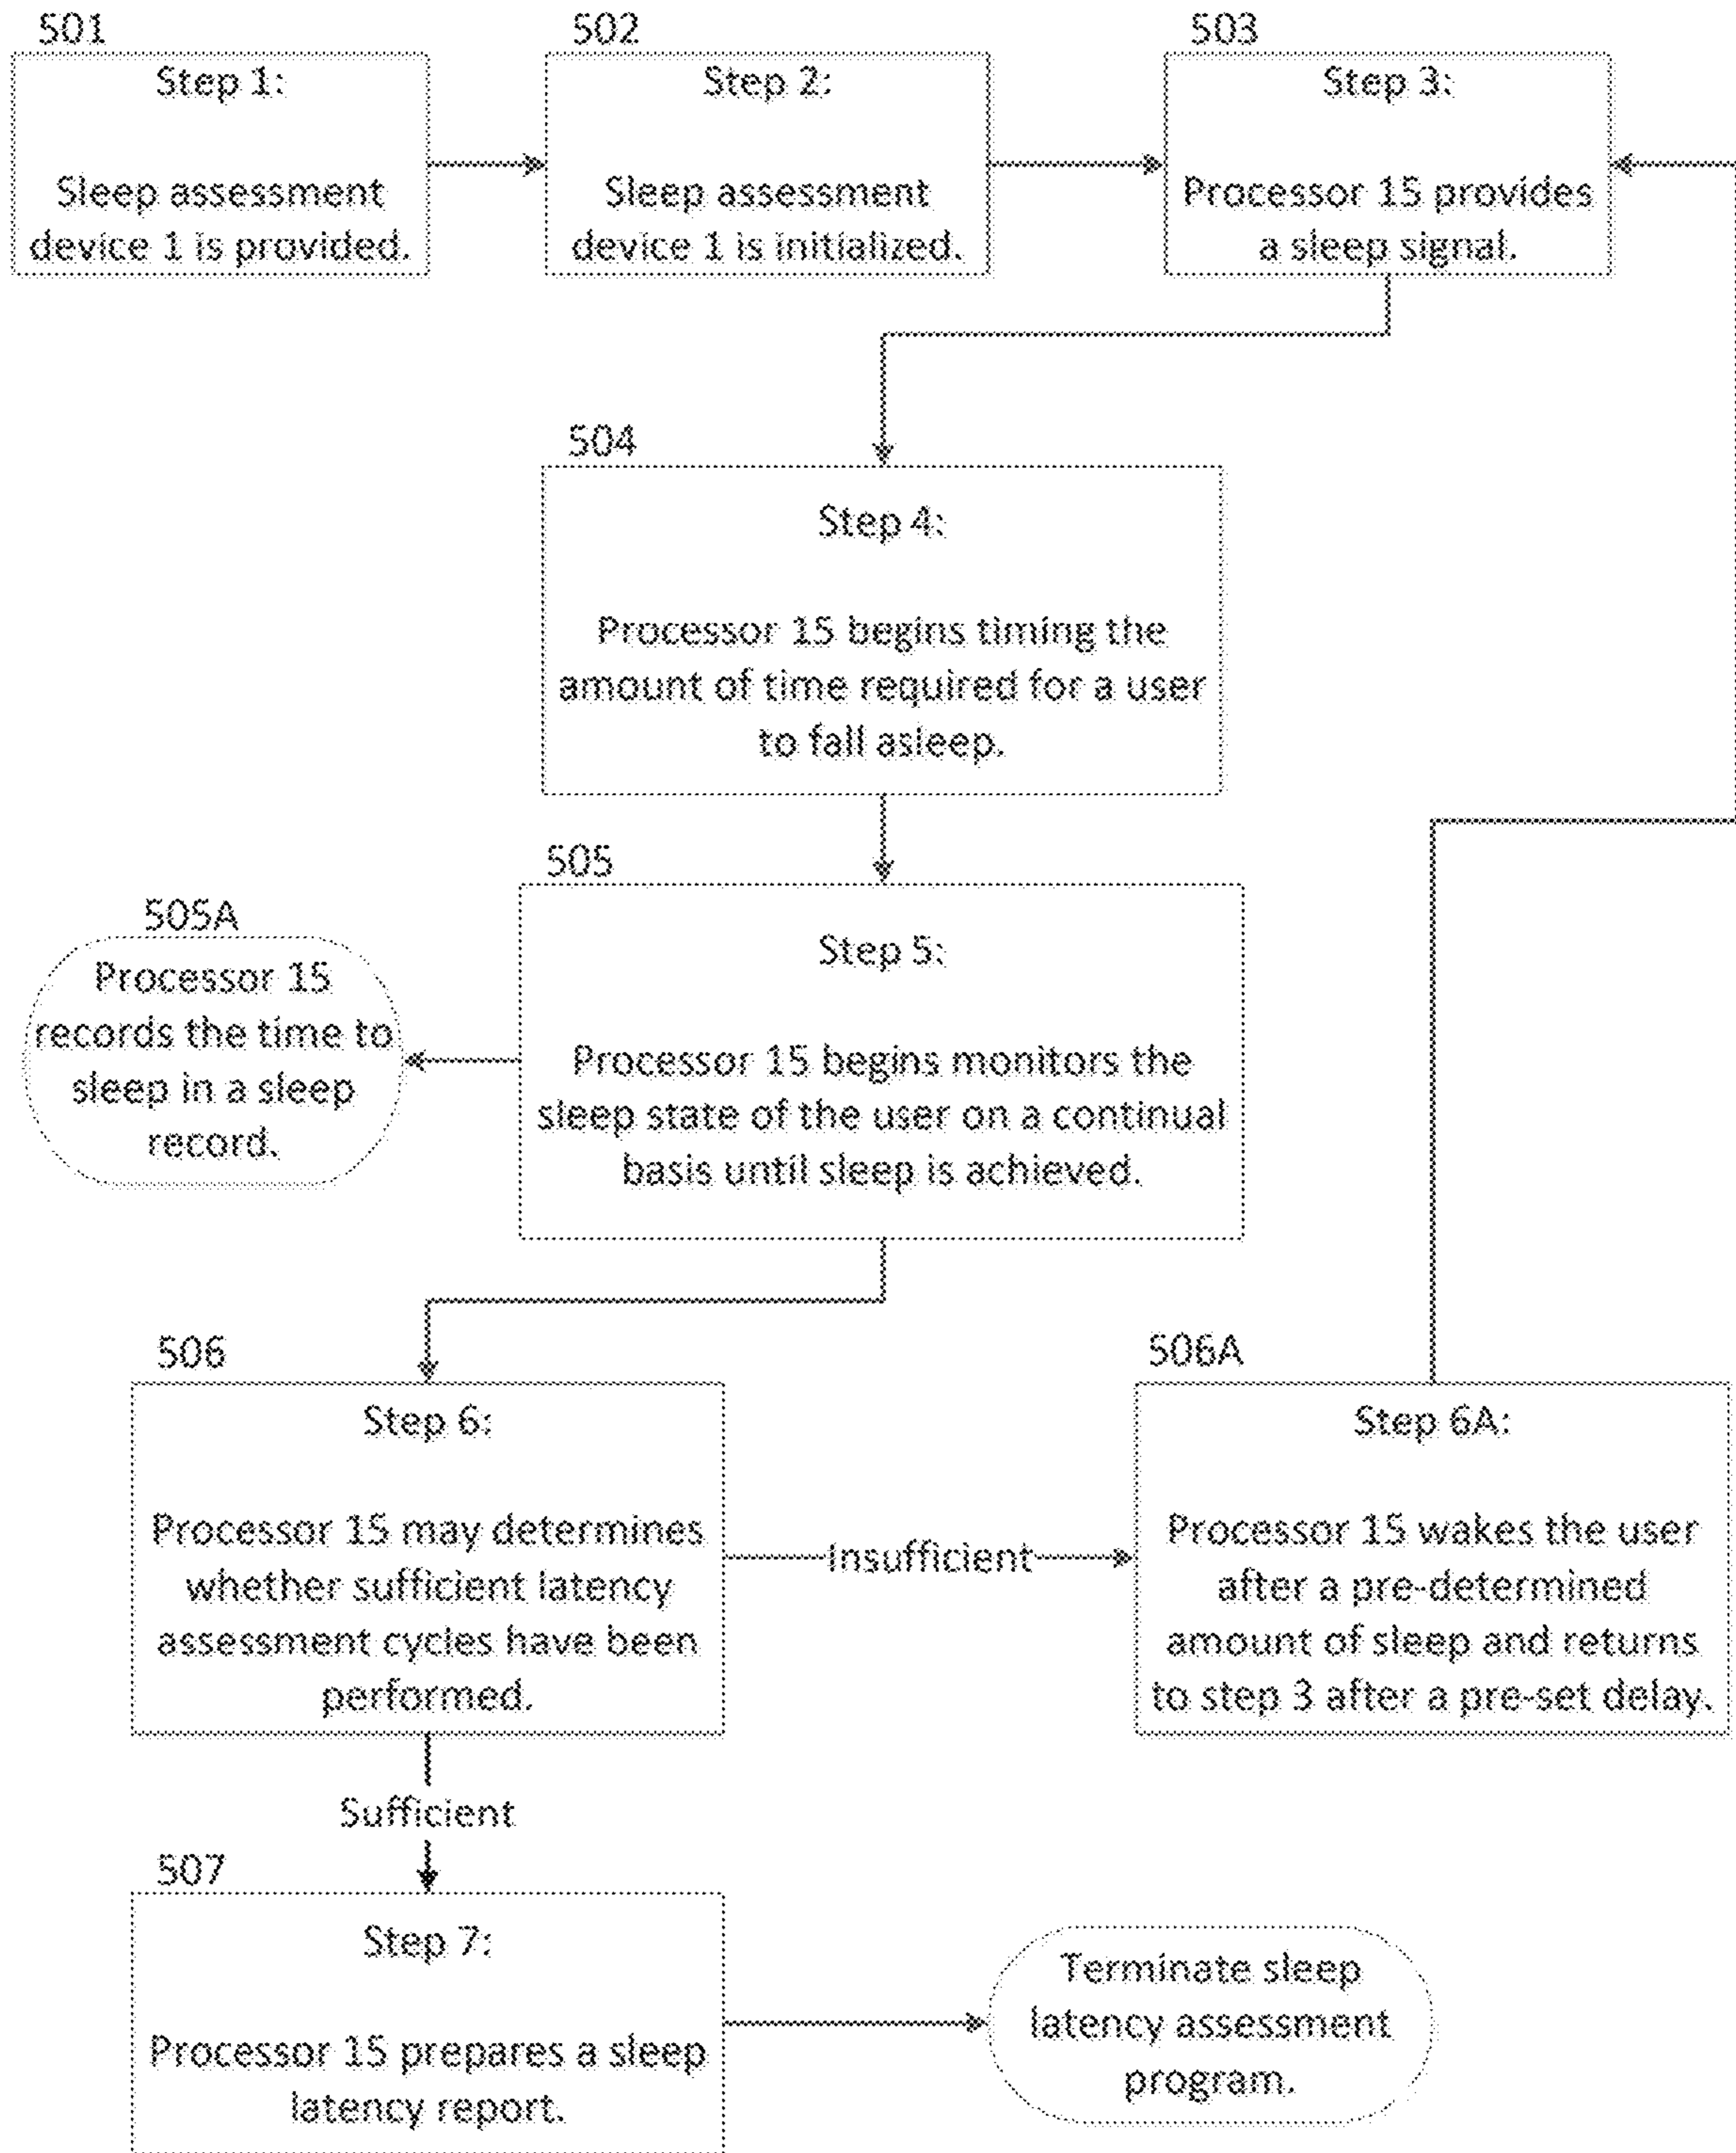 501
Step 1:
Sleep assessment
device 1 is provided.
502
Step 2:
Sleep assessment
device 1 is initialized.
503
Step 3:
Processor 15 provides
a sleep signal.
504
Step 4:
Processor 15 begins timing the
amount of time required for a user
to fall asleep.
505
Step 5:
Processor 15 begins monitors the
sleep state of the user on a continual
basis until sleep is achieved.
505A
Processor 15
records the time to
sleep in a sleep
record.
506
Step 6:
Processor 15 may determines
whether sufficient latency
assessment cycles have been
performed.
Insufficient
506A
Step 6A:
Processor 15 wakes the user
after a pre-determined
amount of sleep and returns
to step 3 after a pre-set delay.
Sufficient
507
Step 7:
Processor 15 prepares a sleep
latency report.
Terminate sleep
latency assessment
program.